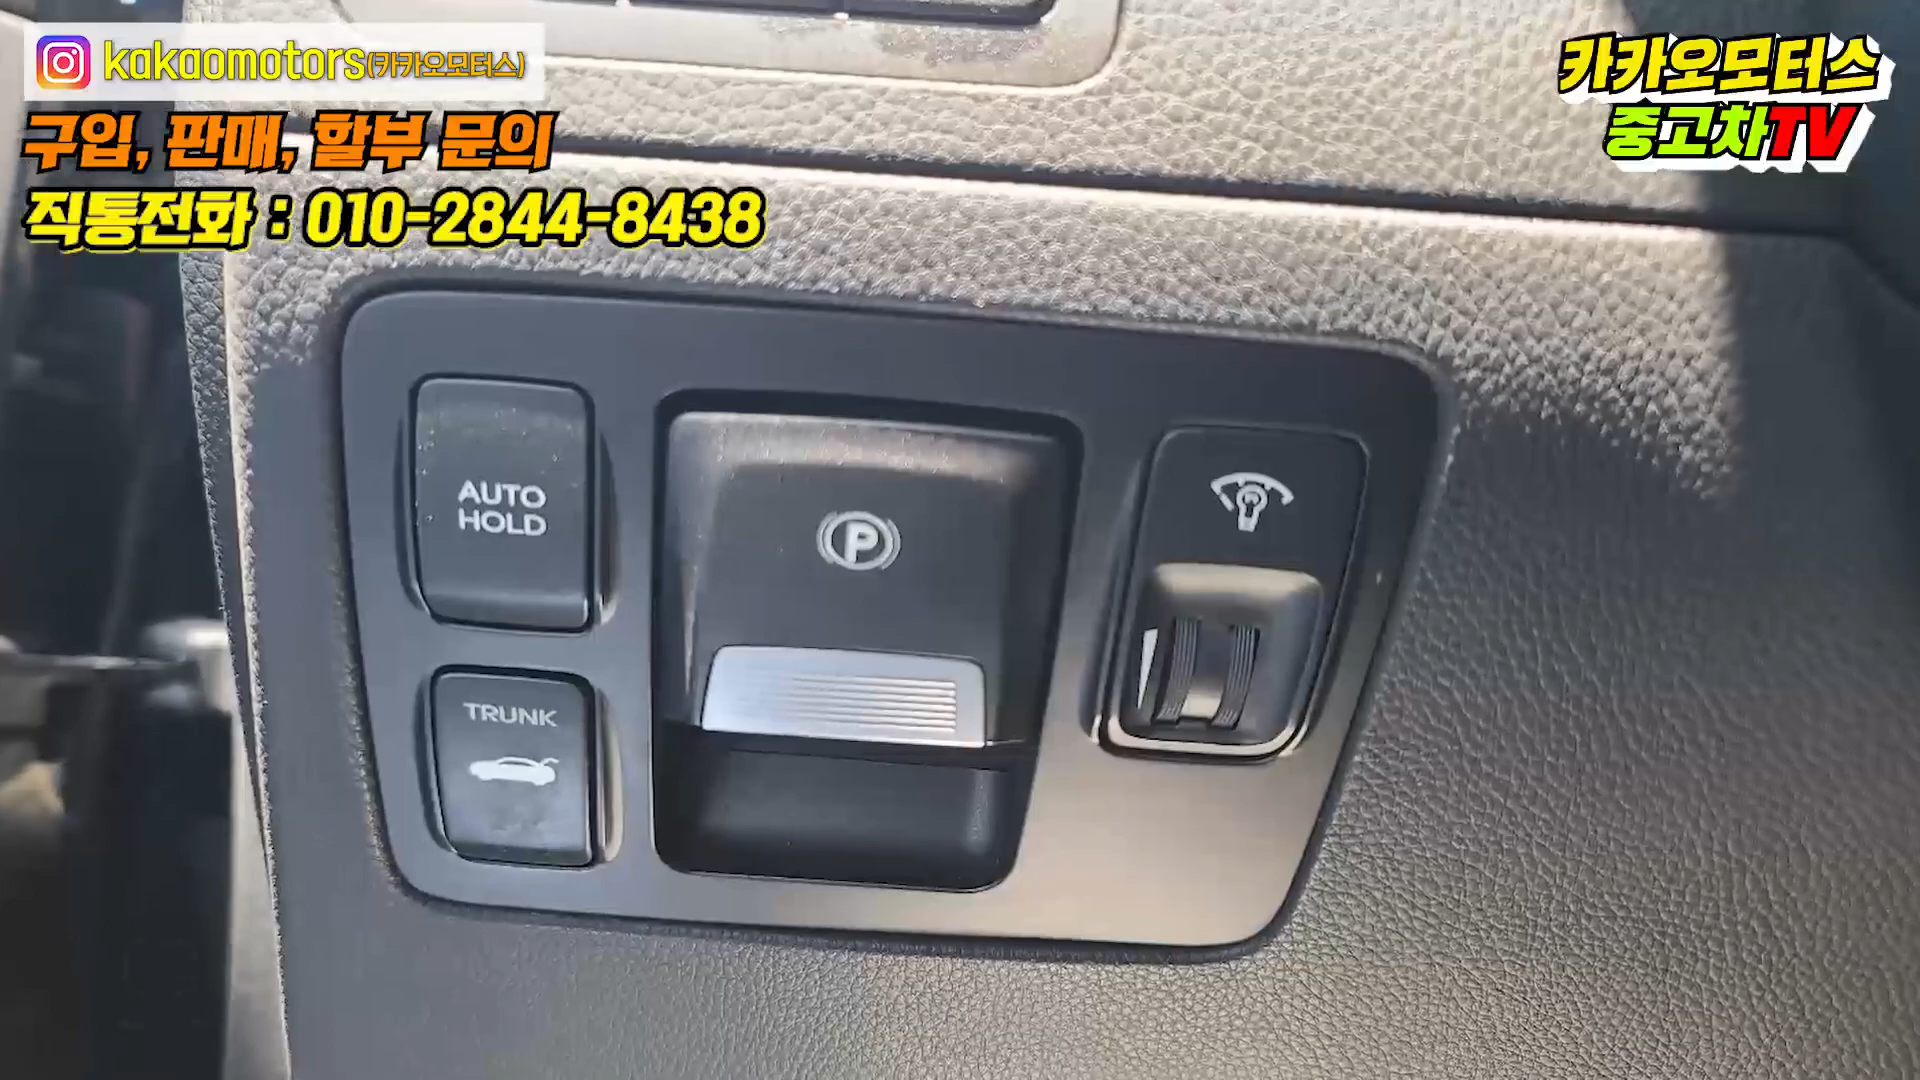 kakaomotors(카카오모터스)
구입, 판매, 할부 문의
직통전화 : 010-2844-8438
카카오모터스
중고차TV
AUTO
HOLD
P
TRUNK